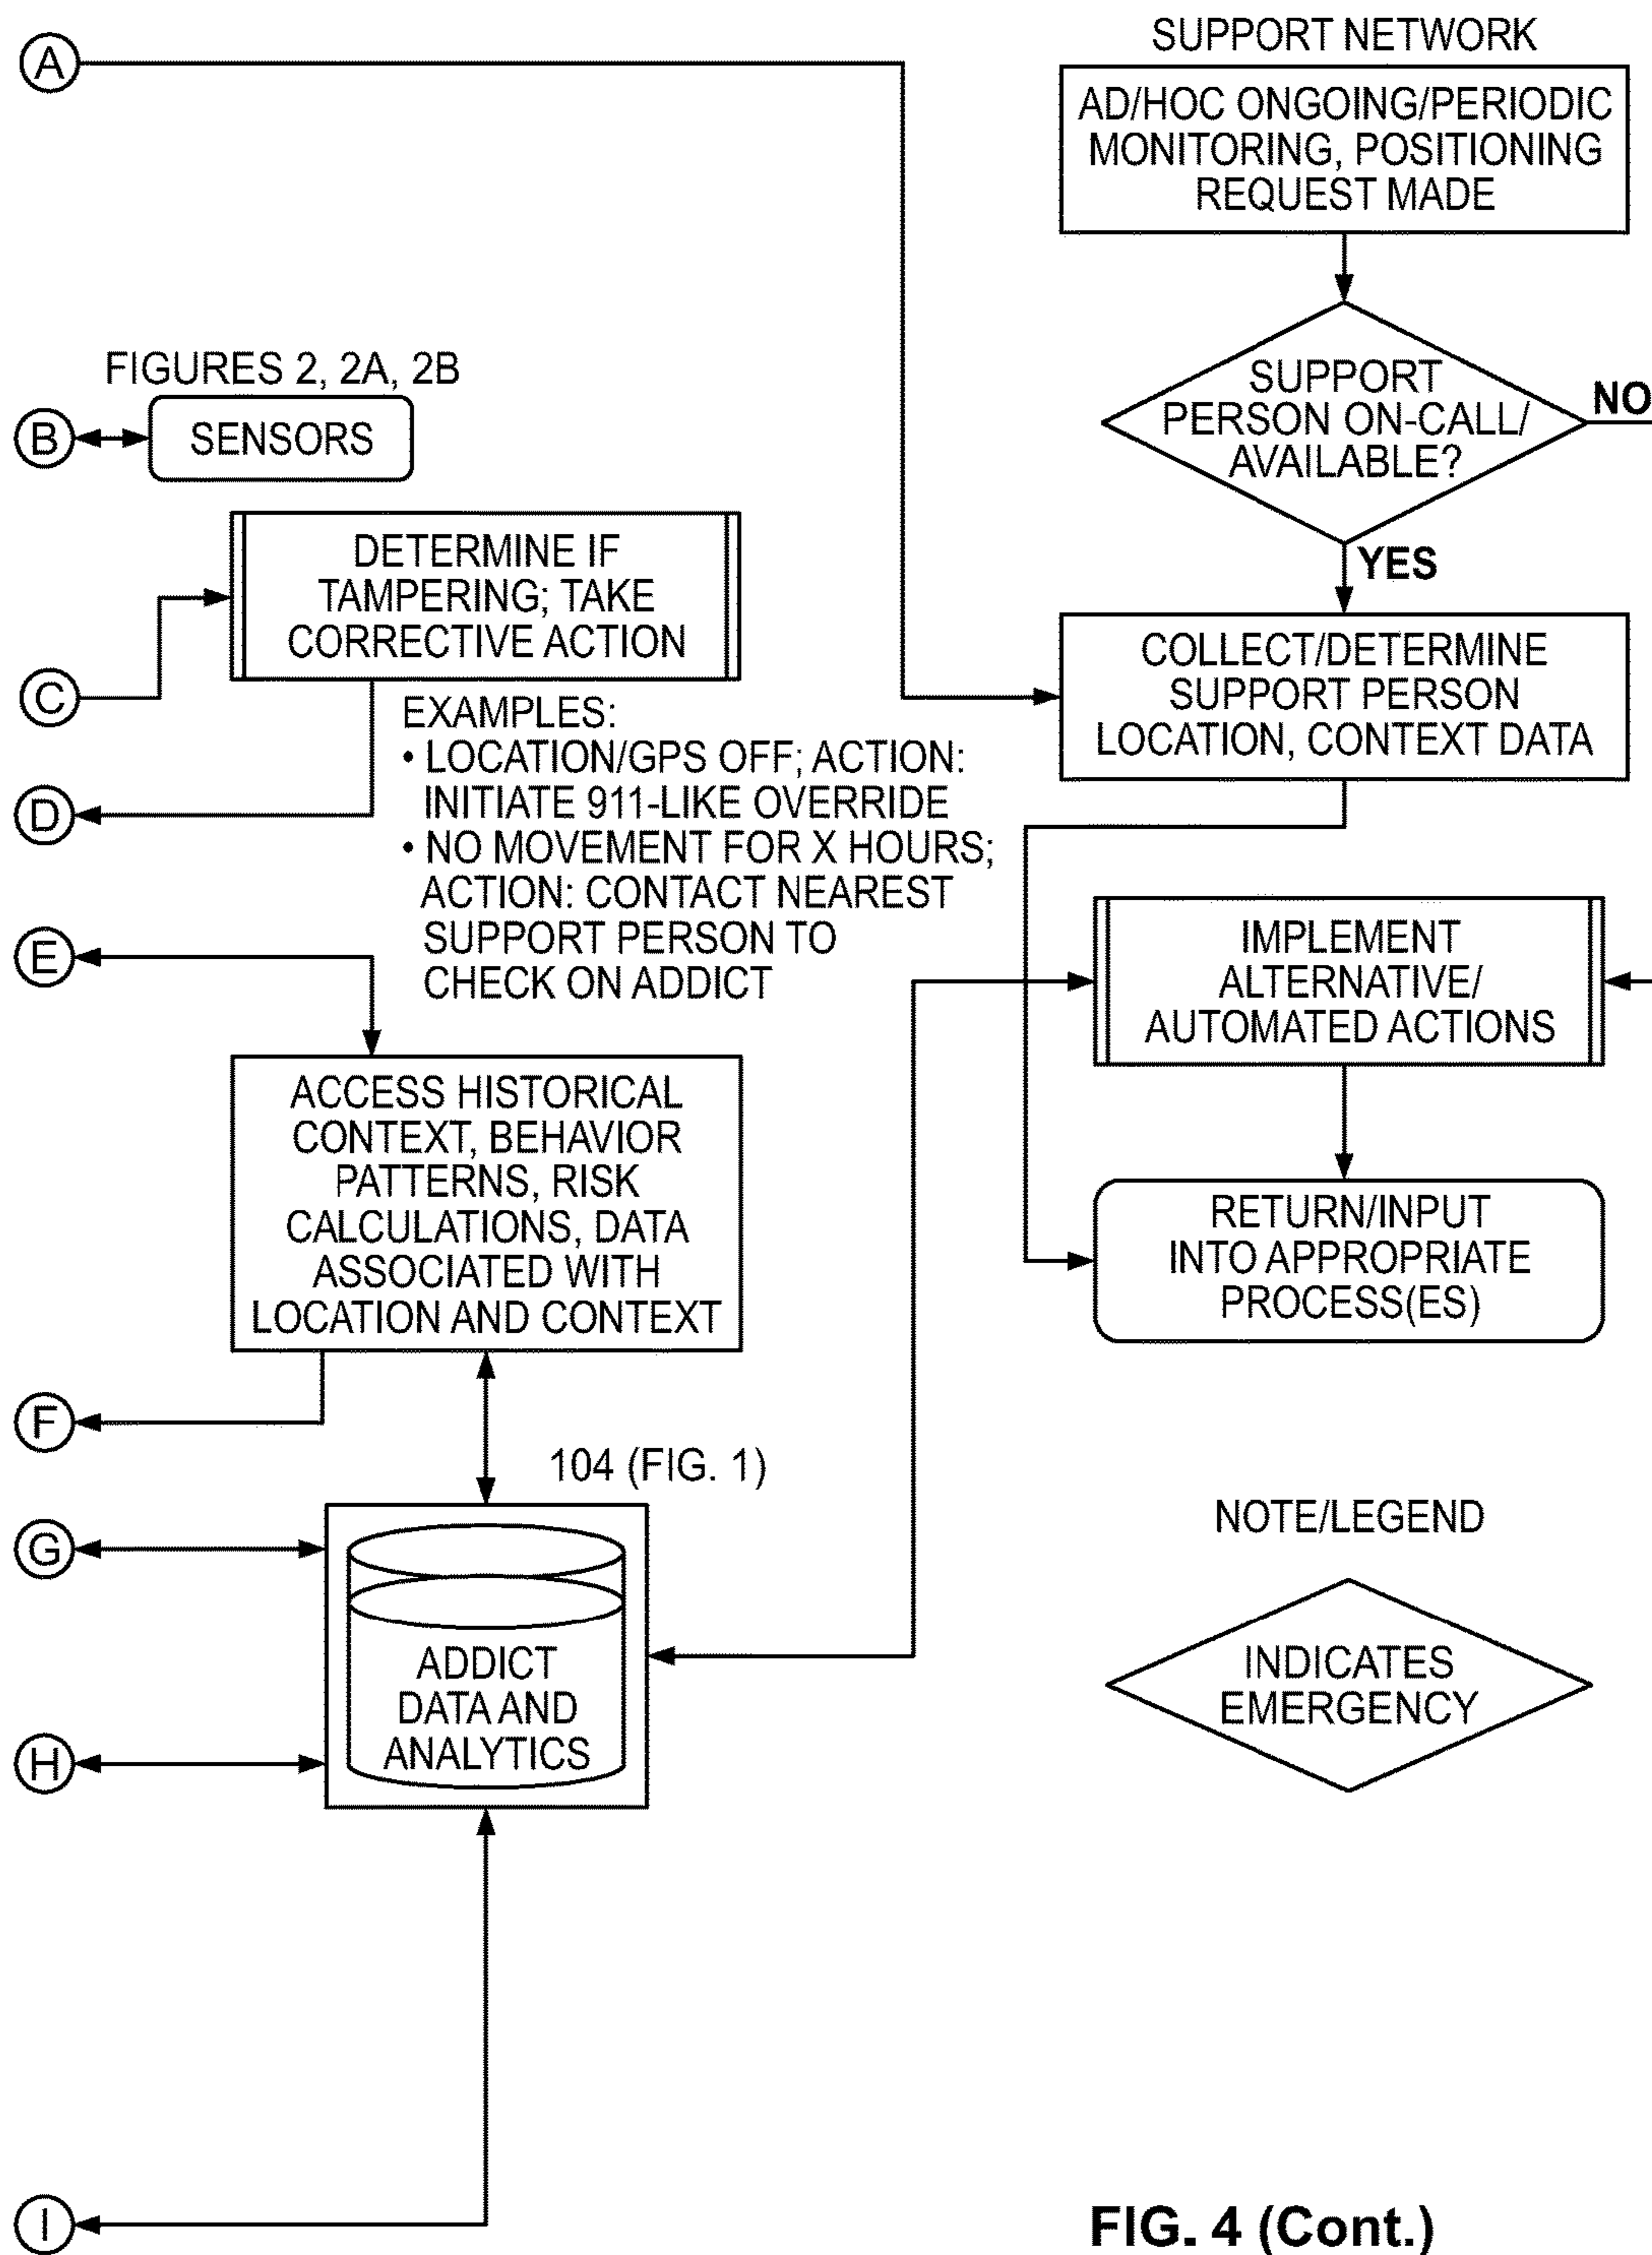 A
SUPPORT NETWORK
AD/HOC ONGOING/PERIODIC
MONITORING, POSITIONING
REQUEST MADE
SUPPORT
PERSON ON-CALL/
AVAILABLE?
NO
YES
FIGURES 2, 2A, 2B
B
SENSORS
DETERMINE IF
TAMPERING; TAKE
CORRECTIVE ACTION
C
COLLECT/DETERMINE
SUPPORT PERSON
LOCATION, CONTEXT DATA
EXAMPLES:
• LOCATION/GPS OFF; ACTION:
INITIATE 911-LIKE OVERRIDE
• NO MOVEMENT FOR X HOURS;
ACTION: CONTACT NEAREST
SUPPORT PERSON TO
CHECK ON ADDICT
D
E
IMPLEMENT
ALTERNATIVE/
AUTOMATED ACTIONS
ACCESS HISTORICAL
CONTEXT, BEHAVIOR
PATTERNS, RISK
CALCULATIONS, DATA
ASSOCIATED WITH
LOCATION AND CONTEXT
RETURN/INPUT
INTO APPROPRIATE
PROCESS(ES)
F
104 (FIG. 1)
G
ADDICT
DATA AND
ANALYTICS
H
NOTE/LEGEND
INDICATES
EMERGENCY
I
FIG. 4 (Cont.)